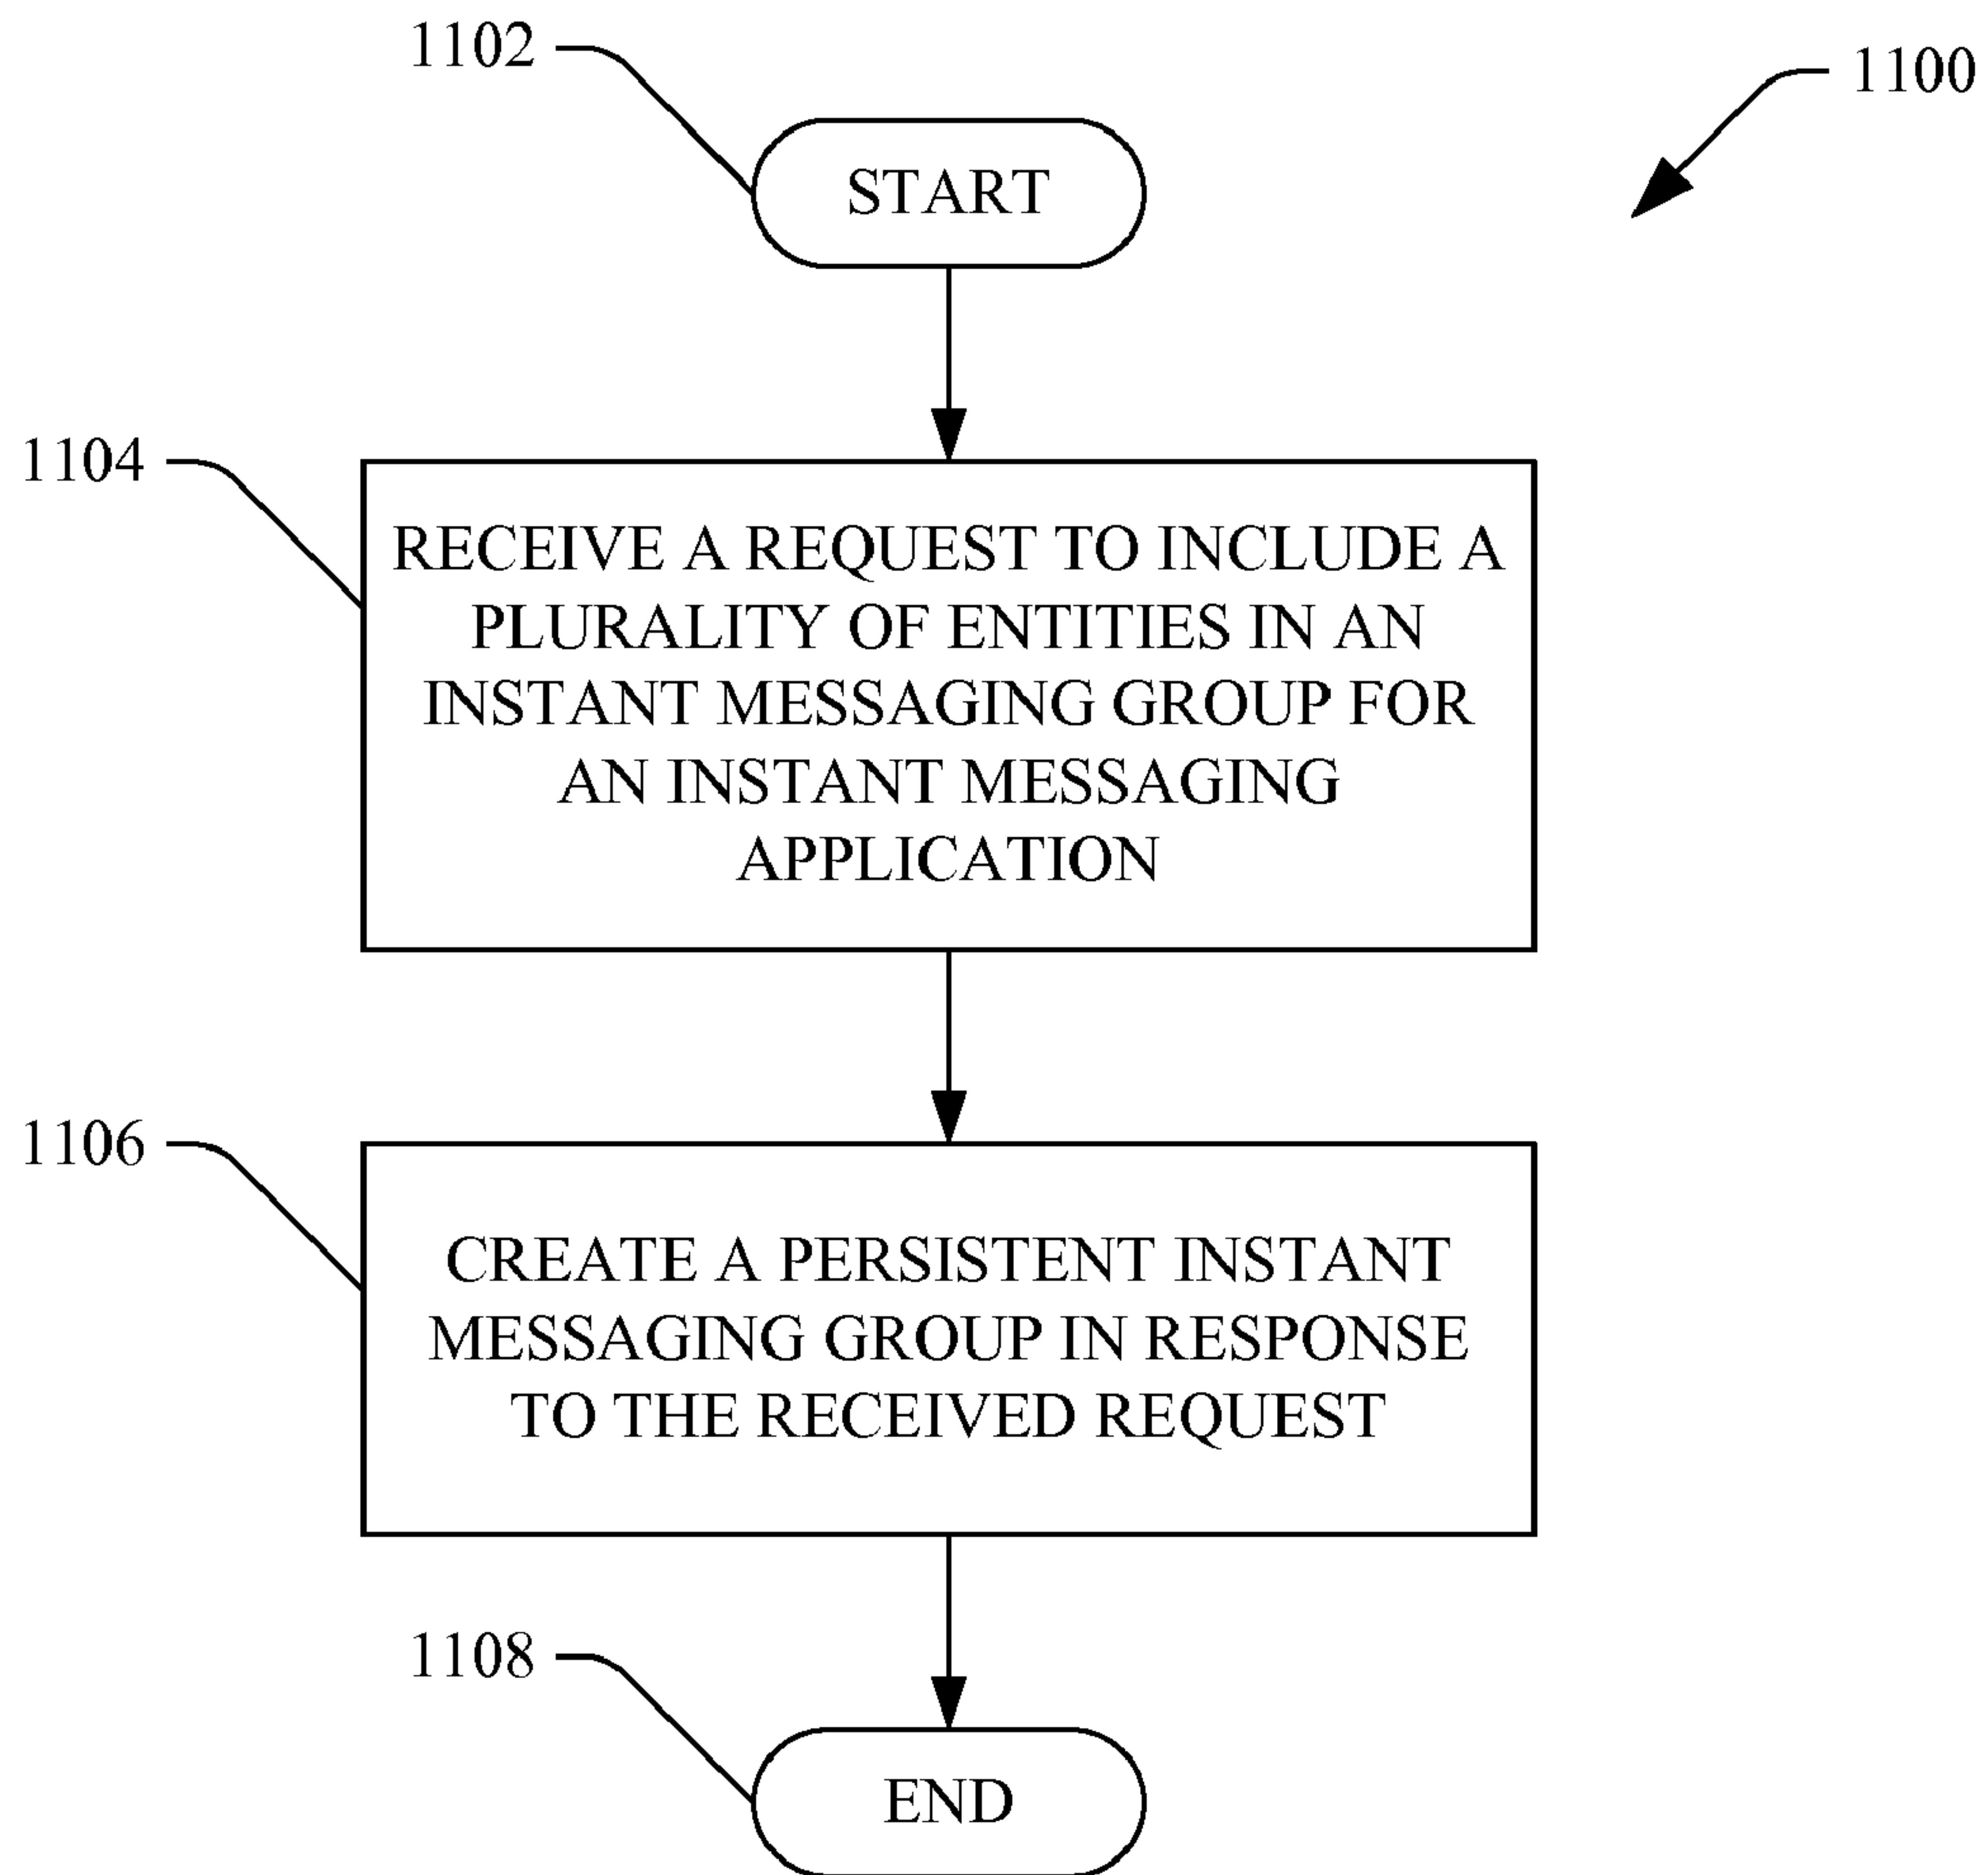 1102
1100
START
1104
RECEIVE A REQUEST TO INCLUDE A
PLURALITY OF ENTITIES IN AN
INSTANT MESSAGING GROUP FOR
AN INSTANT MESSAGING
APPLICATION
1106
CREATE A PERSISTENT INSTANT
MESSAGING GROUP IN RESPONSE
TO THE RECEIVED REQUEST
1108
END